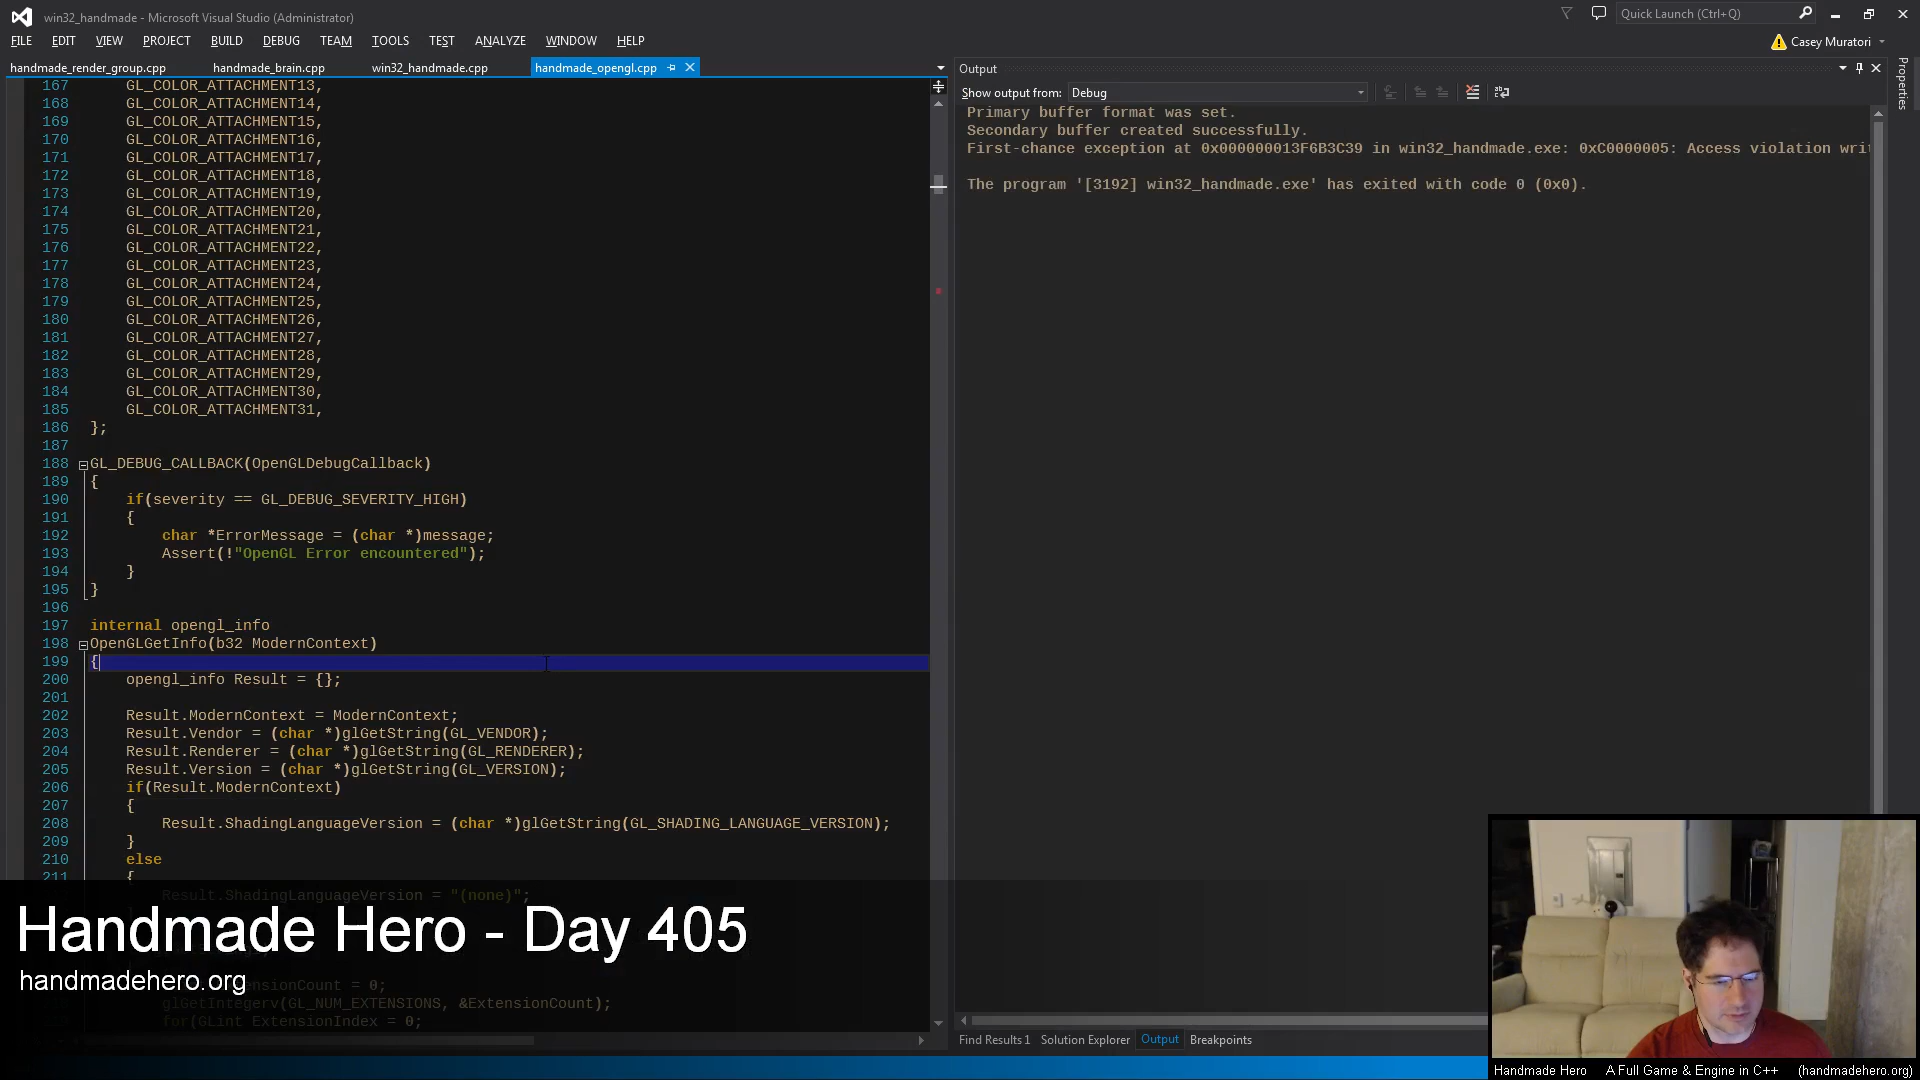 win32_handmade - Microsoft Visual Studio (Administrator)
Quick Launch (Ctrl+Q)
FILE EDIT VIEW PROJECT BUILD DEBUG TEAM TOOLS TEST ANALYZE WINDOW HELP
Casey Muratori
handmade_render_group.cpp handmade_brain.cpp win32_handmade.cpp handmade_opengl.cpp
167 GL_COLOR_ATTACHMENT13,
168 GL_COLOR_ATTACHMENT14,
169 GL_COLOR_ATTACHMENT15,
170 GL_COLOR_ATTACHMENT16,
171 GL_COLOR_ATTACHMENT17,
172 GL_COLOR_ATTACHMENT18,
173 GL_COLOR_ATTACHMENT19,
174 GL_COLOR_ATTACHMENT20,
175 GL_COLOR_ATTACHMENT21,
176 GL_COLOR_ATTACHMENT22,
177 GL_COLOR_ATTACHMENT23,
178 GL_COLOR_ATTACHMENT24,
179 GL_COLOR_ATTACHMENT25,
180 GL_COLOR_ATTACHMENT26,
181 GL_COLOR_ATTACHMENT27,
182 GL_COLOR_ATTACHMENT28,
183 GL_COLOR_ATTACHMENT29,
184 GL_COLOR_ATTACHMENT30,
185 GL_COLOR_ATTACHMENT31,
186 };
187
188 GL_DEBUG_CALLBACK(OpenGLDebugCallback)
189 {
190 if(severity == GL_DEBUG_SEVERITY_HIGH)
191 {
192 char *ErrorMessage = (char *)message;
193 Assert(!"OpenGL Error encountered");
194 }
195 }
196
197 internal opengl_info
198 OpenGLGetInfo(b32 ModernContext)
199 {
200 opengl_info Result = {};
201
202 Result.ModernContext = ModernContext;
203 Result.Vendor = (char *)glGetString(GL_VENDOR);
204 Result.Renderer = (char *)glGetString(GL_RENDERER);
205 Result.Version = (char *)glGetString(GL_VERSION);
206 if(Result.ModernContext)
207 {
208 Result.ShadingLanguageVersion = (char *)glGetString(GL_SHADING_LANGUAGE_VERSION);
209 }
210 else
211 {
Result.ShadingLanguageVersion = "(none)";
Handmade Hero - Day 405
handmadehero.org
ensionCount = 0;
glGetIntegerv(GL_NUM_EXTENSIONS, &ExtensionCount);
for(GLint ExtensionIndex = 0;
Output
Show output from: Debug
Primary buffer format was set.
Secondary buffer created successfully.
First-chance exception at 0x000000013F6B3C39 in win32_handmade.exe: 0xC0000005: Access violation wri
The program '[3192] win32_handmade.exe' has exited with code 0 (0x0).
Find Results 1 Solution Explorer Output Breakpoints
Properties
Handmade Hero A Full Game & Engine in C++ (handmadehero.org)